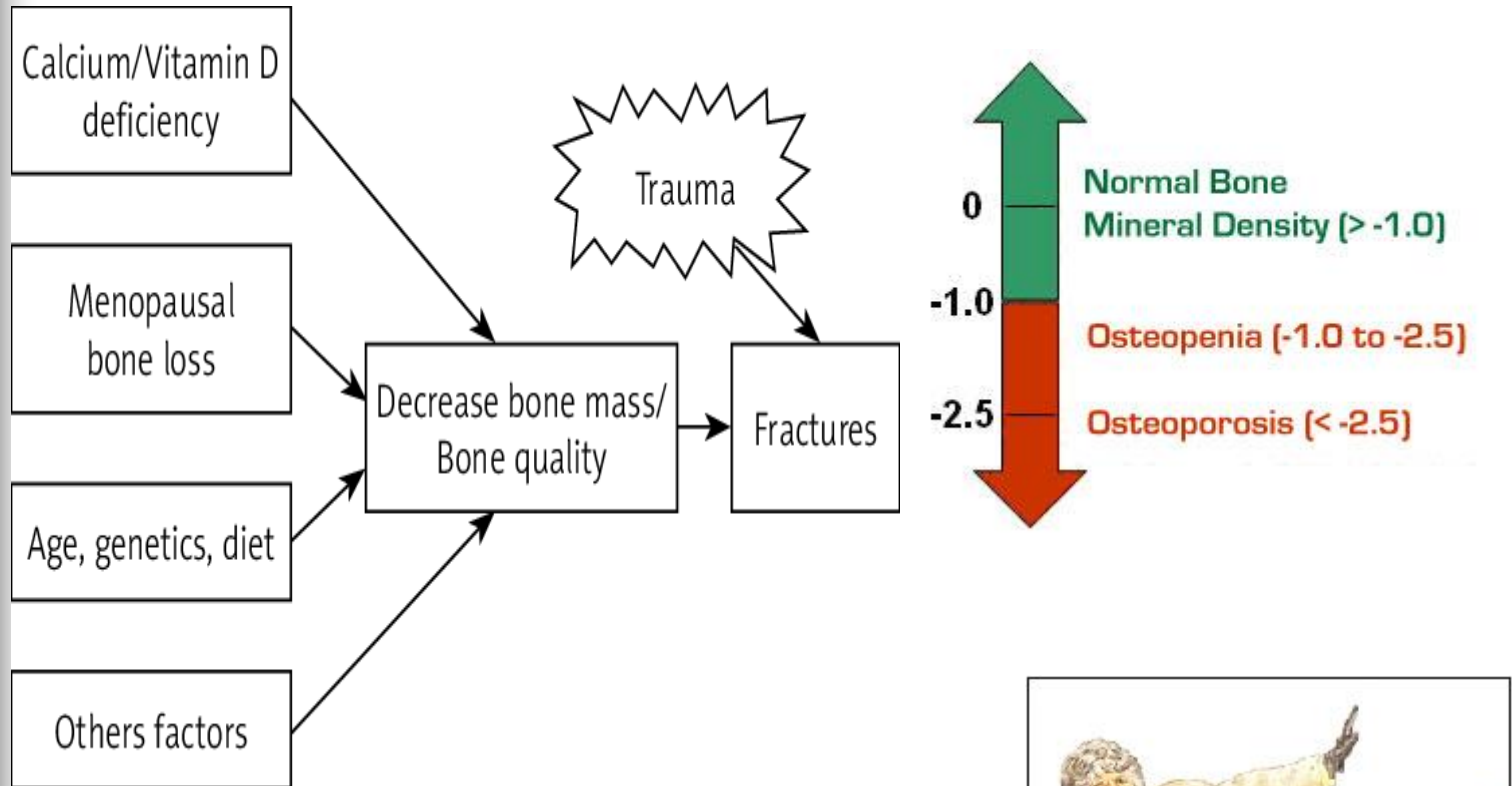 Calcium/Vitamin D
deficiency
Menopausal
bone loss
Age, genetics, diet
Others factors
Trauma
Decrease bone mass/
Bone quality
Fractures
0
-1.0
-2.5
Normal Bone
Mineral Density (> -1.0)
Osteopenia (-1.0 to -2.5)
Osteoporosis (< -2.5)